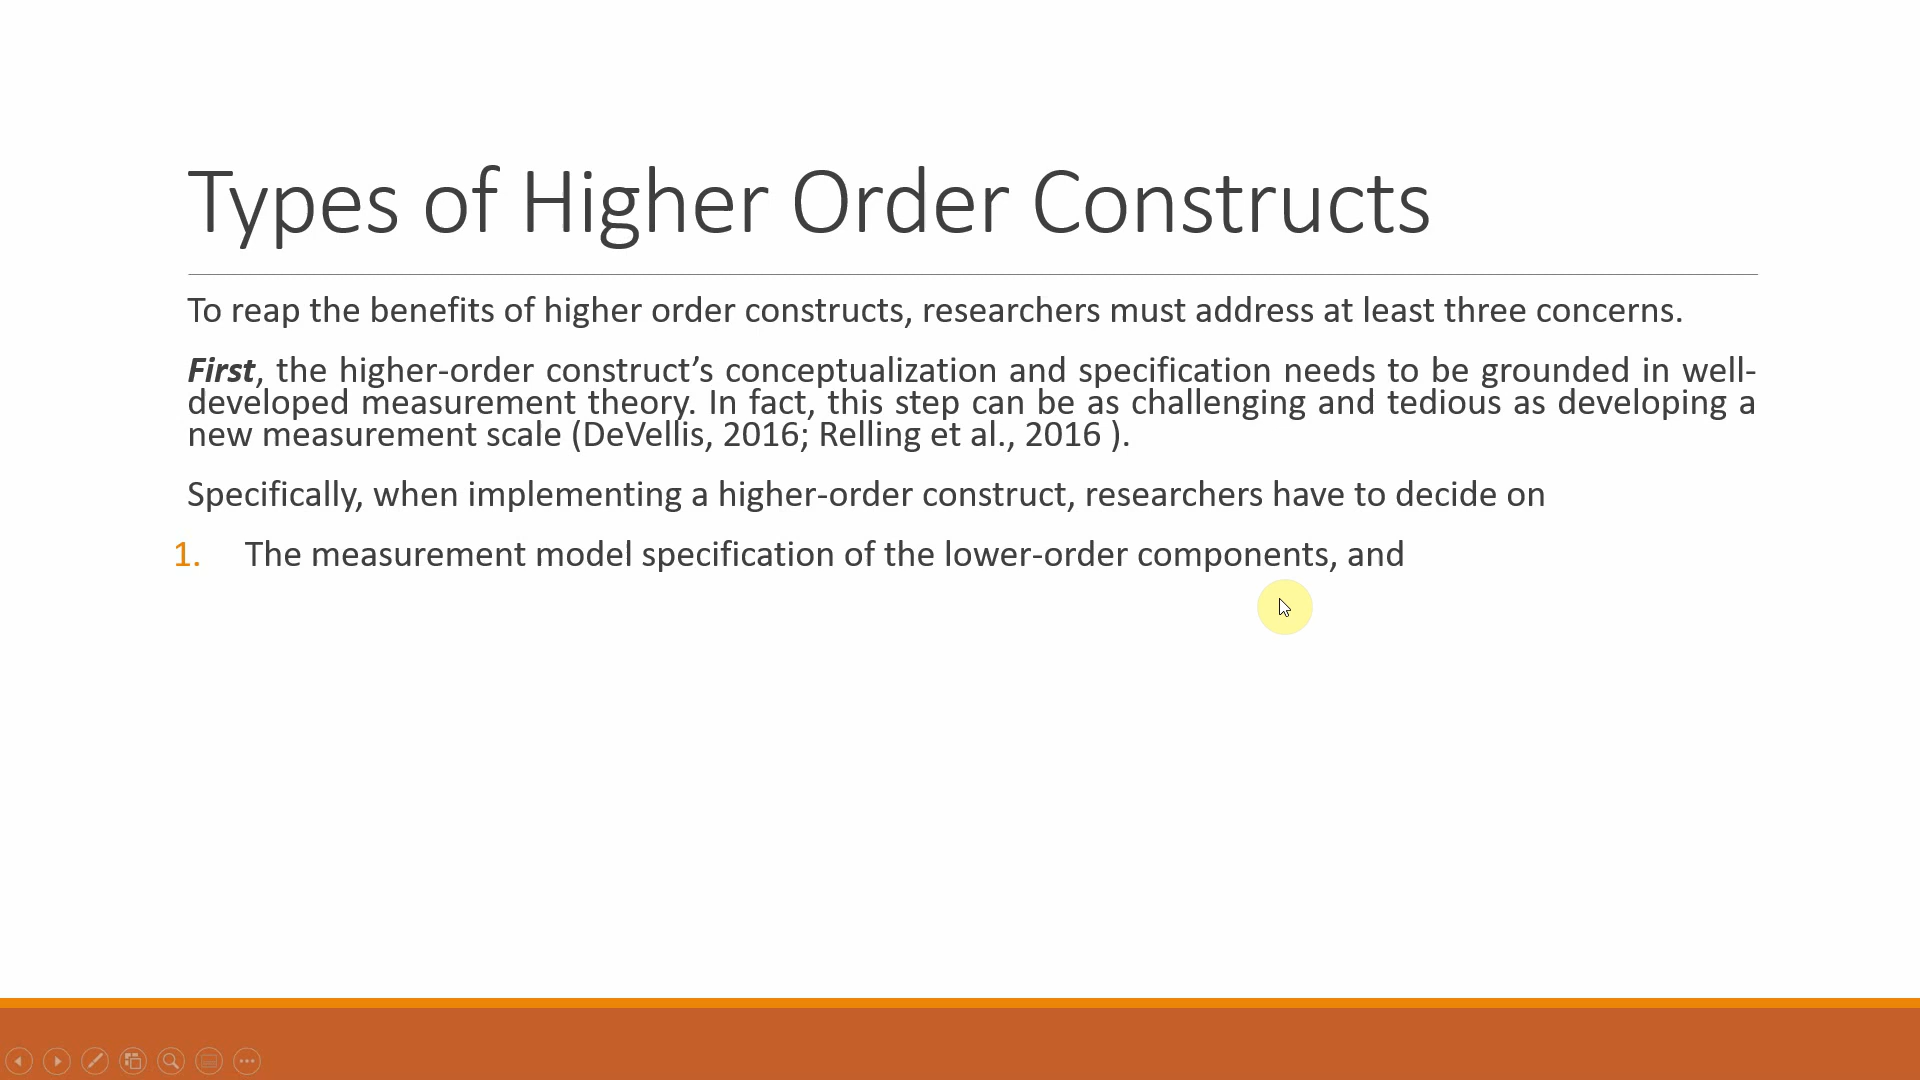 Types of Higher Order Constructs
To reap the benefits of higher order constructs, researchers must address at least three concerns.
First, the higher-order construct’s conceptualization and specification needs to be grounded in well-
developed measurement theory. In fact, this step can be as challenging and tedious as developing a
new measurement scale (DeVellis, 2016; Relling et al., 2016 ).
Specifically, when implementing a higher-order construct, researchers have to decide on
1. The measurement model specification of the lower-order components, and